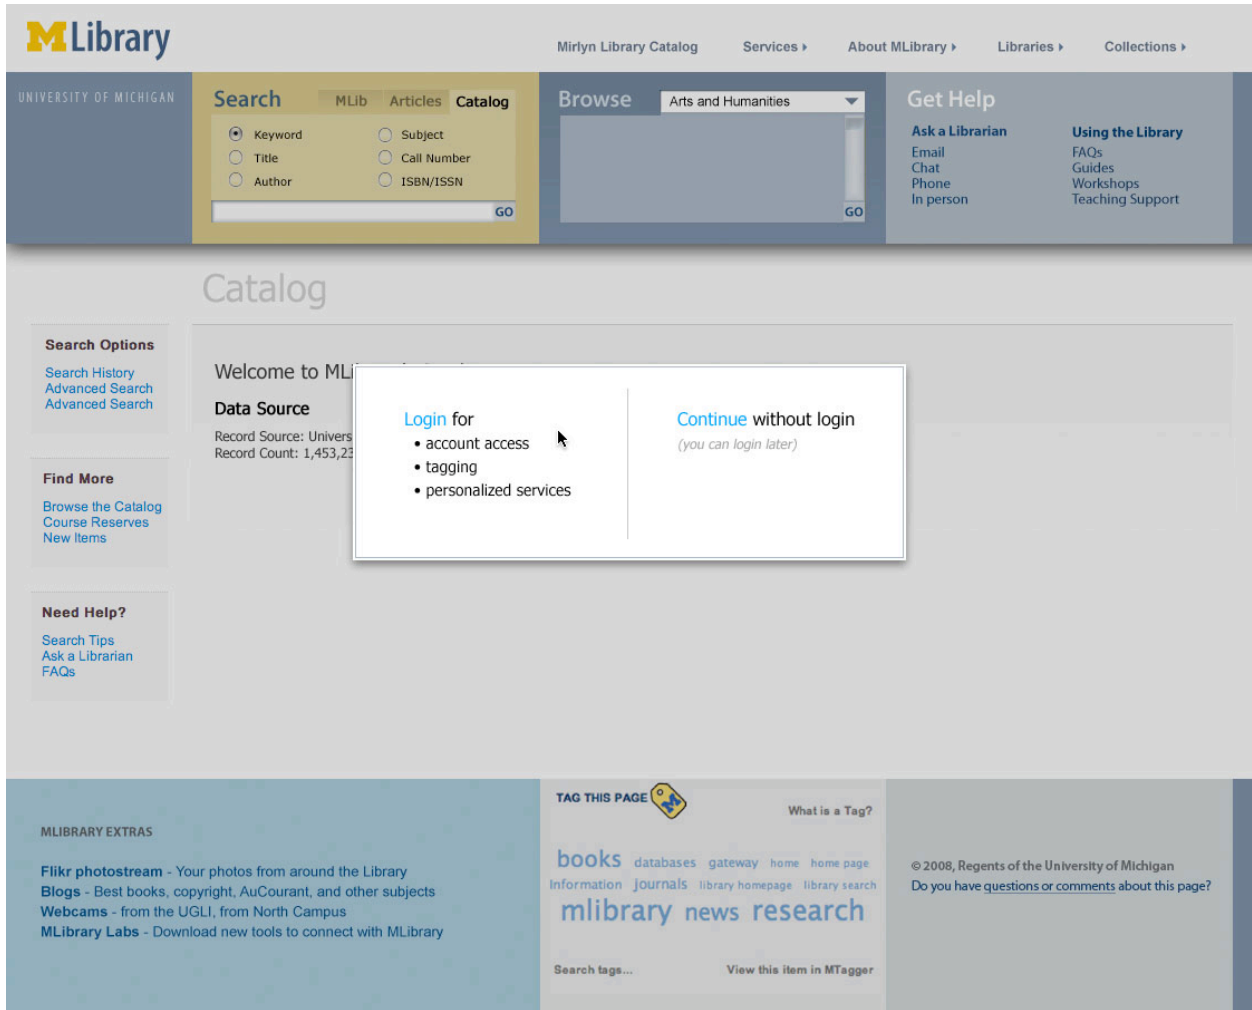 MLibrary
Mirlyn Library Catalog Services About MLibrary Libraries Collections
UNIVERSITY OF MICHIGAN
Search MLib Articles Catalog
Keyword Subject
Title Call Number
Author ISBN/ISSN
GO
Browse Arts and Humanities
GO
Get Help
Ask a Librarian
Email
Chat
Phone
In person
Using the Library
FAQs
Guides
Workshops
Teaching Support
Catalog
Search Options
Search History
Advanced Search
Advanced Search
Find More
Browse the Catalog
Course Reserves
New Items
Need Help?
Search Tips
Ask a Librarian
FAQs
Welcome to
Data Source
Record Source:
Record Count: 1,453,23
Login for
• account access
• tagging
• personalized services
Continue without login
(you can login later)
MLIBRARY EXTRAS
Flikr photostream - Your photos from around the Library
Blogs - Best books, copyright, AuCourant, and other subjects
Webcams - from the UGLI, from North Campus
MLibrary Labs - Download new tools to connect with MLibrary
TAG THIS PAGE
What is a Tag?
books databases gateway home home page
Information Journals library homepage library search
mlibrary news research
Search tags... View this item in MTagger
© 2008, Regents of the University of Michigan
Do you have questions or comments about this page?